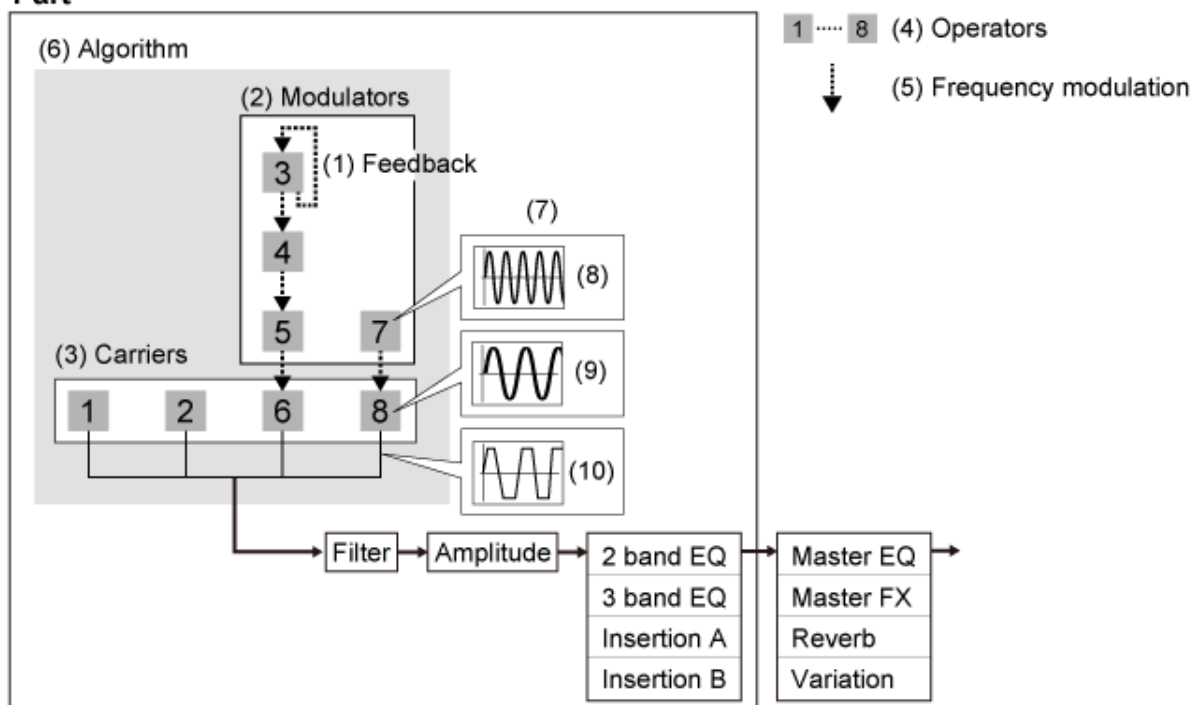 Part
(6) Algorithm
1 ····· 8 (4) Operators
(5) Frequency modulation
(2) Modulators
3
(1) Feedback
4
(7)
(8)
5
7
(3) Carriers
(9)
1 2 6 8
(10)
Filter
Amplitude
2 band EQ
3 band EQ
Insertion A
Insertion B
Master EQ
Master FX
Reverb
Variation